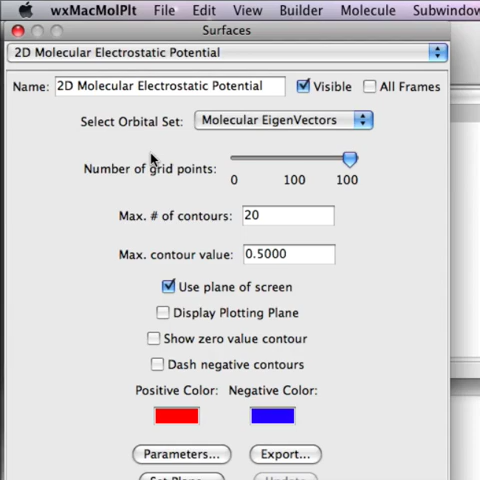 wxMacMolPlt File Edit View Builder Molecule Subwindow
Surfaces
2D Molecular Electrostatic Potential
Name: 2D Molecular Electrostatic Potential Visible All Frames
Select Orbital Set: Molecular EigenVectors
Number of grid points:
0 100 100
Max. # of contours: 20
Max. contour value: 0.5000
Use plane of screen
Display Plotting Plane
Show zero value contour
Dash negative contours
Positive Color: Negative Color:
Parameters... Export...
Set Plane... Update